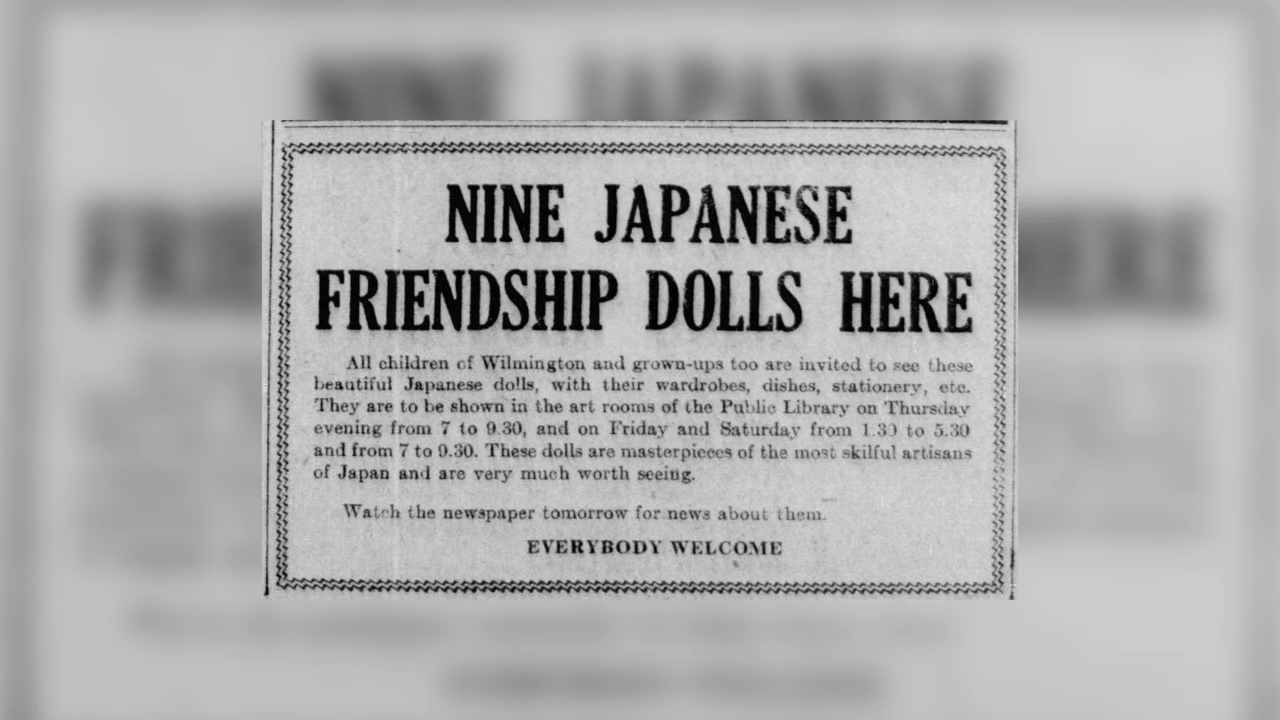 NINE JAPANESE
FRIENDSHIP DOLLS HERE
All children of Wilmington and grown-ups too are invited to see these
beautiful Japanese dolls, with their wardrobes, dishes, stationery, etc.
They are to be shown in the art rooms of the Public Library on Thursday
evening from 7 to 9.30, and on Friday and Saturday from 1.30 to 5.30
and from 7 to 9.30. These dolls are masterpieces of the most skilful artisans
of Japan and are very much worth seeing.
Watch the newspaper tomorrow for news about them.
EVERYBODY WELCOME